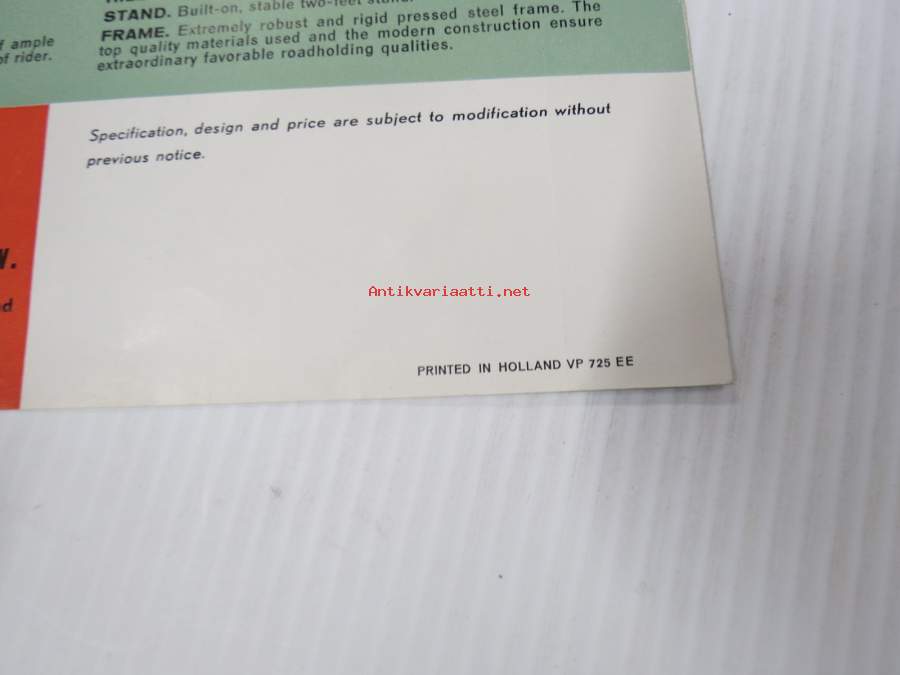 STAND. Built-on, stable two-feet stand.
FRAME. Extremely robust and rigid pressed steel frame. The
top quality materials used and the modern construction ensure
extraordinary favorable roadholding qualities.
of ample
of rider.
Specification, design and price are subject to modification without
previous notice.
Antikvariaatti.net
PRINTED IN HOLLAND VP 725 EE